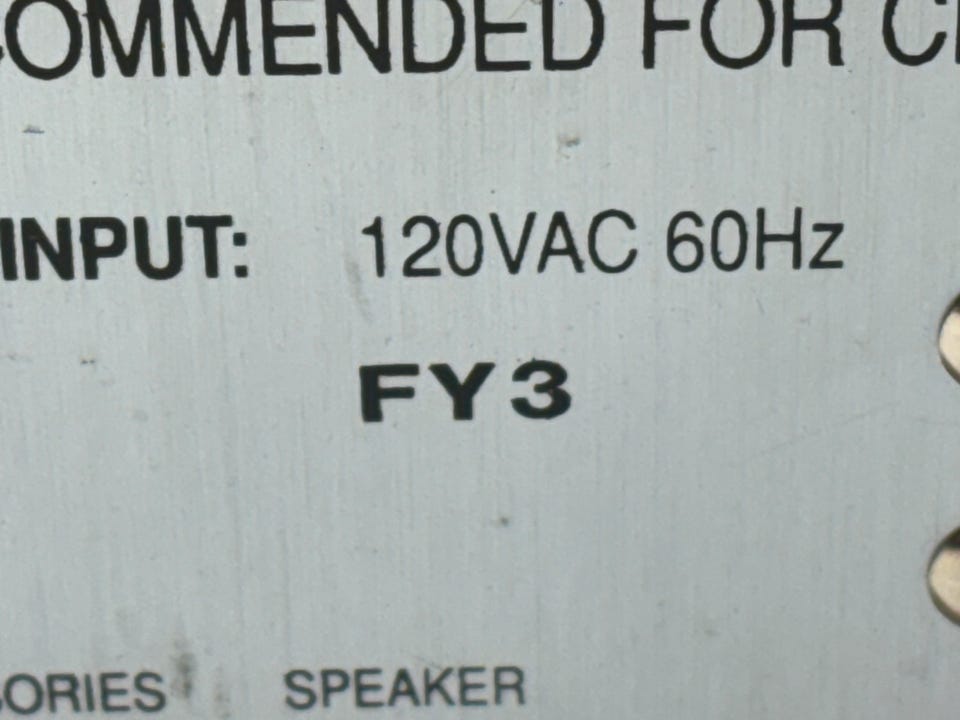 OMMENDED FOR C
INPUT: 120VAC 60Hz
FY3
ORIES SPEAKER